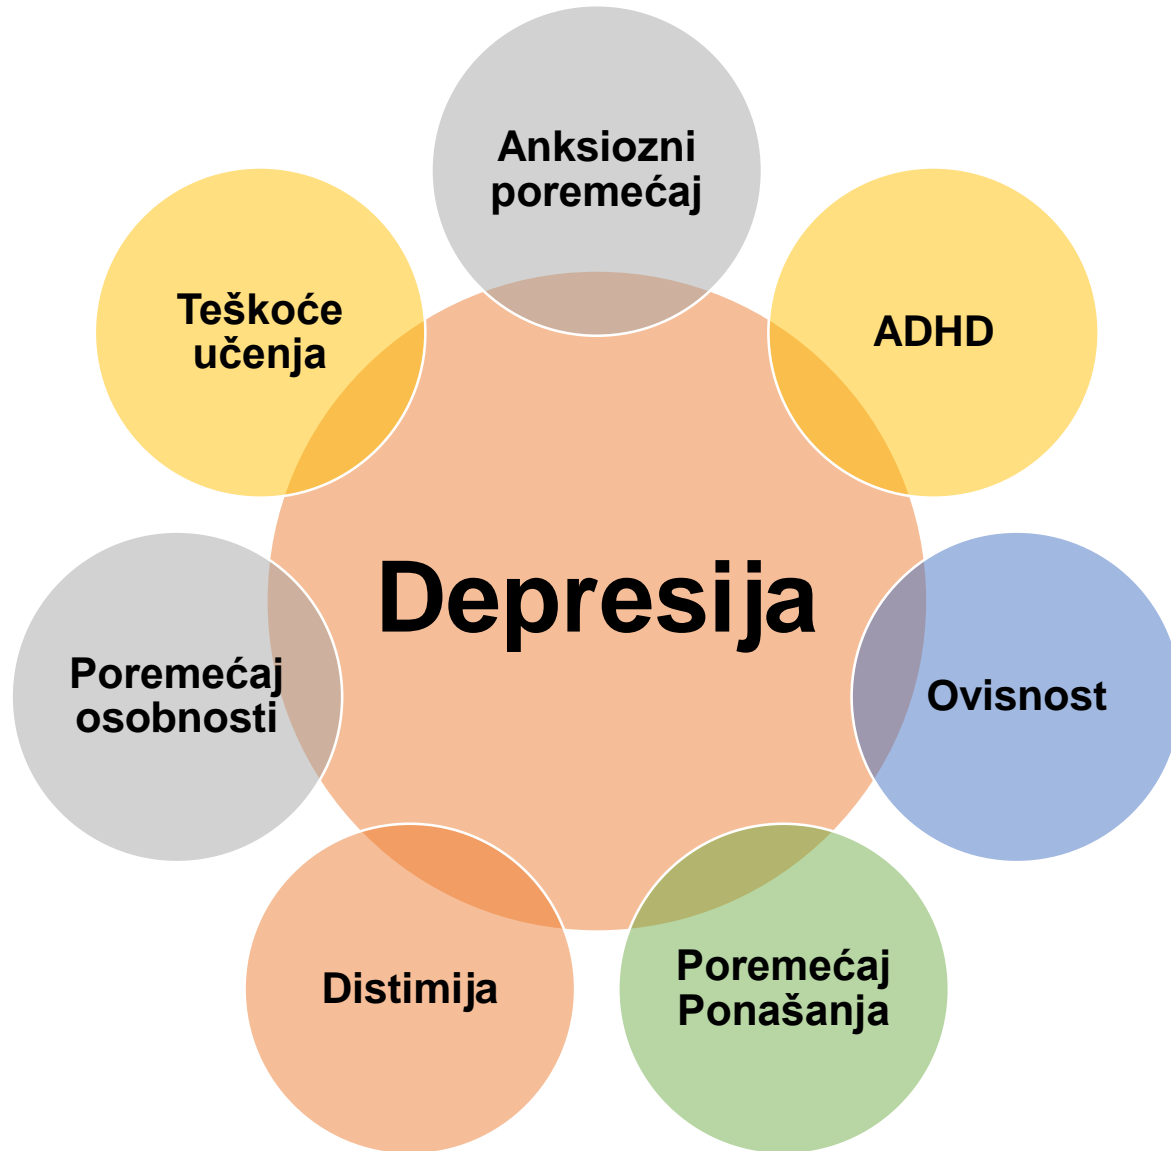 Anksiozni
poremećaj
ADHD
Ovisnost
Poremećaj
Ponašanja
Distimija
Poremećaj
osobnosti
Teškoće
učenja
Depresija